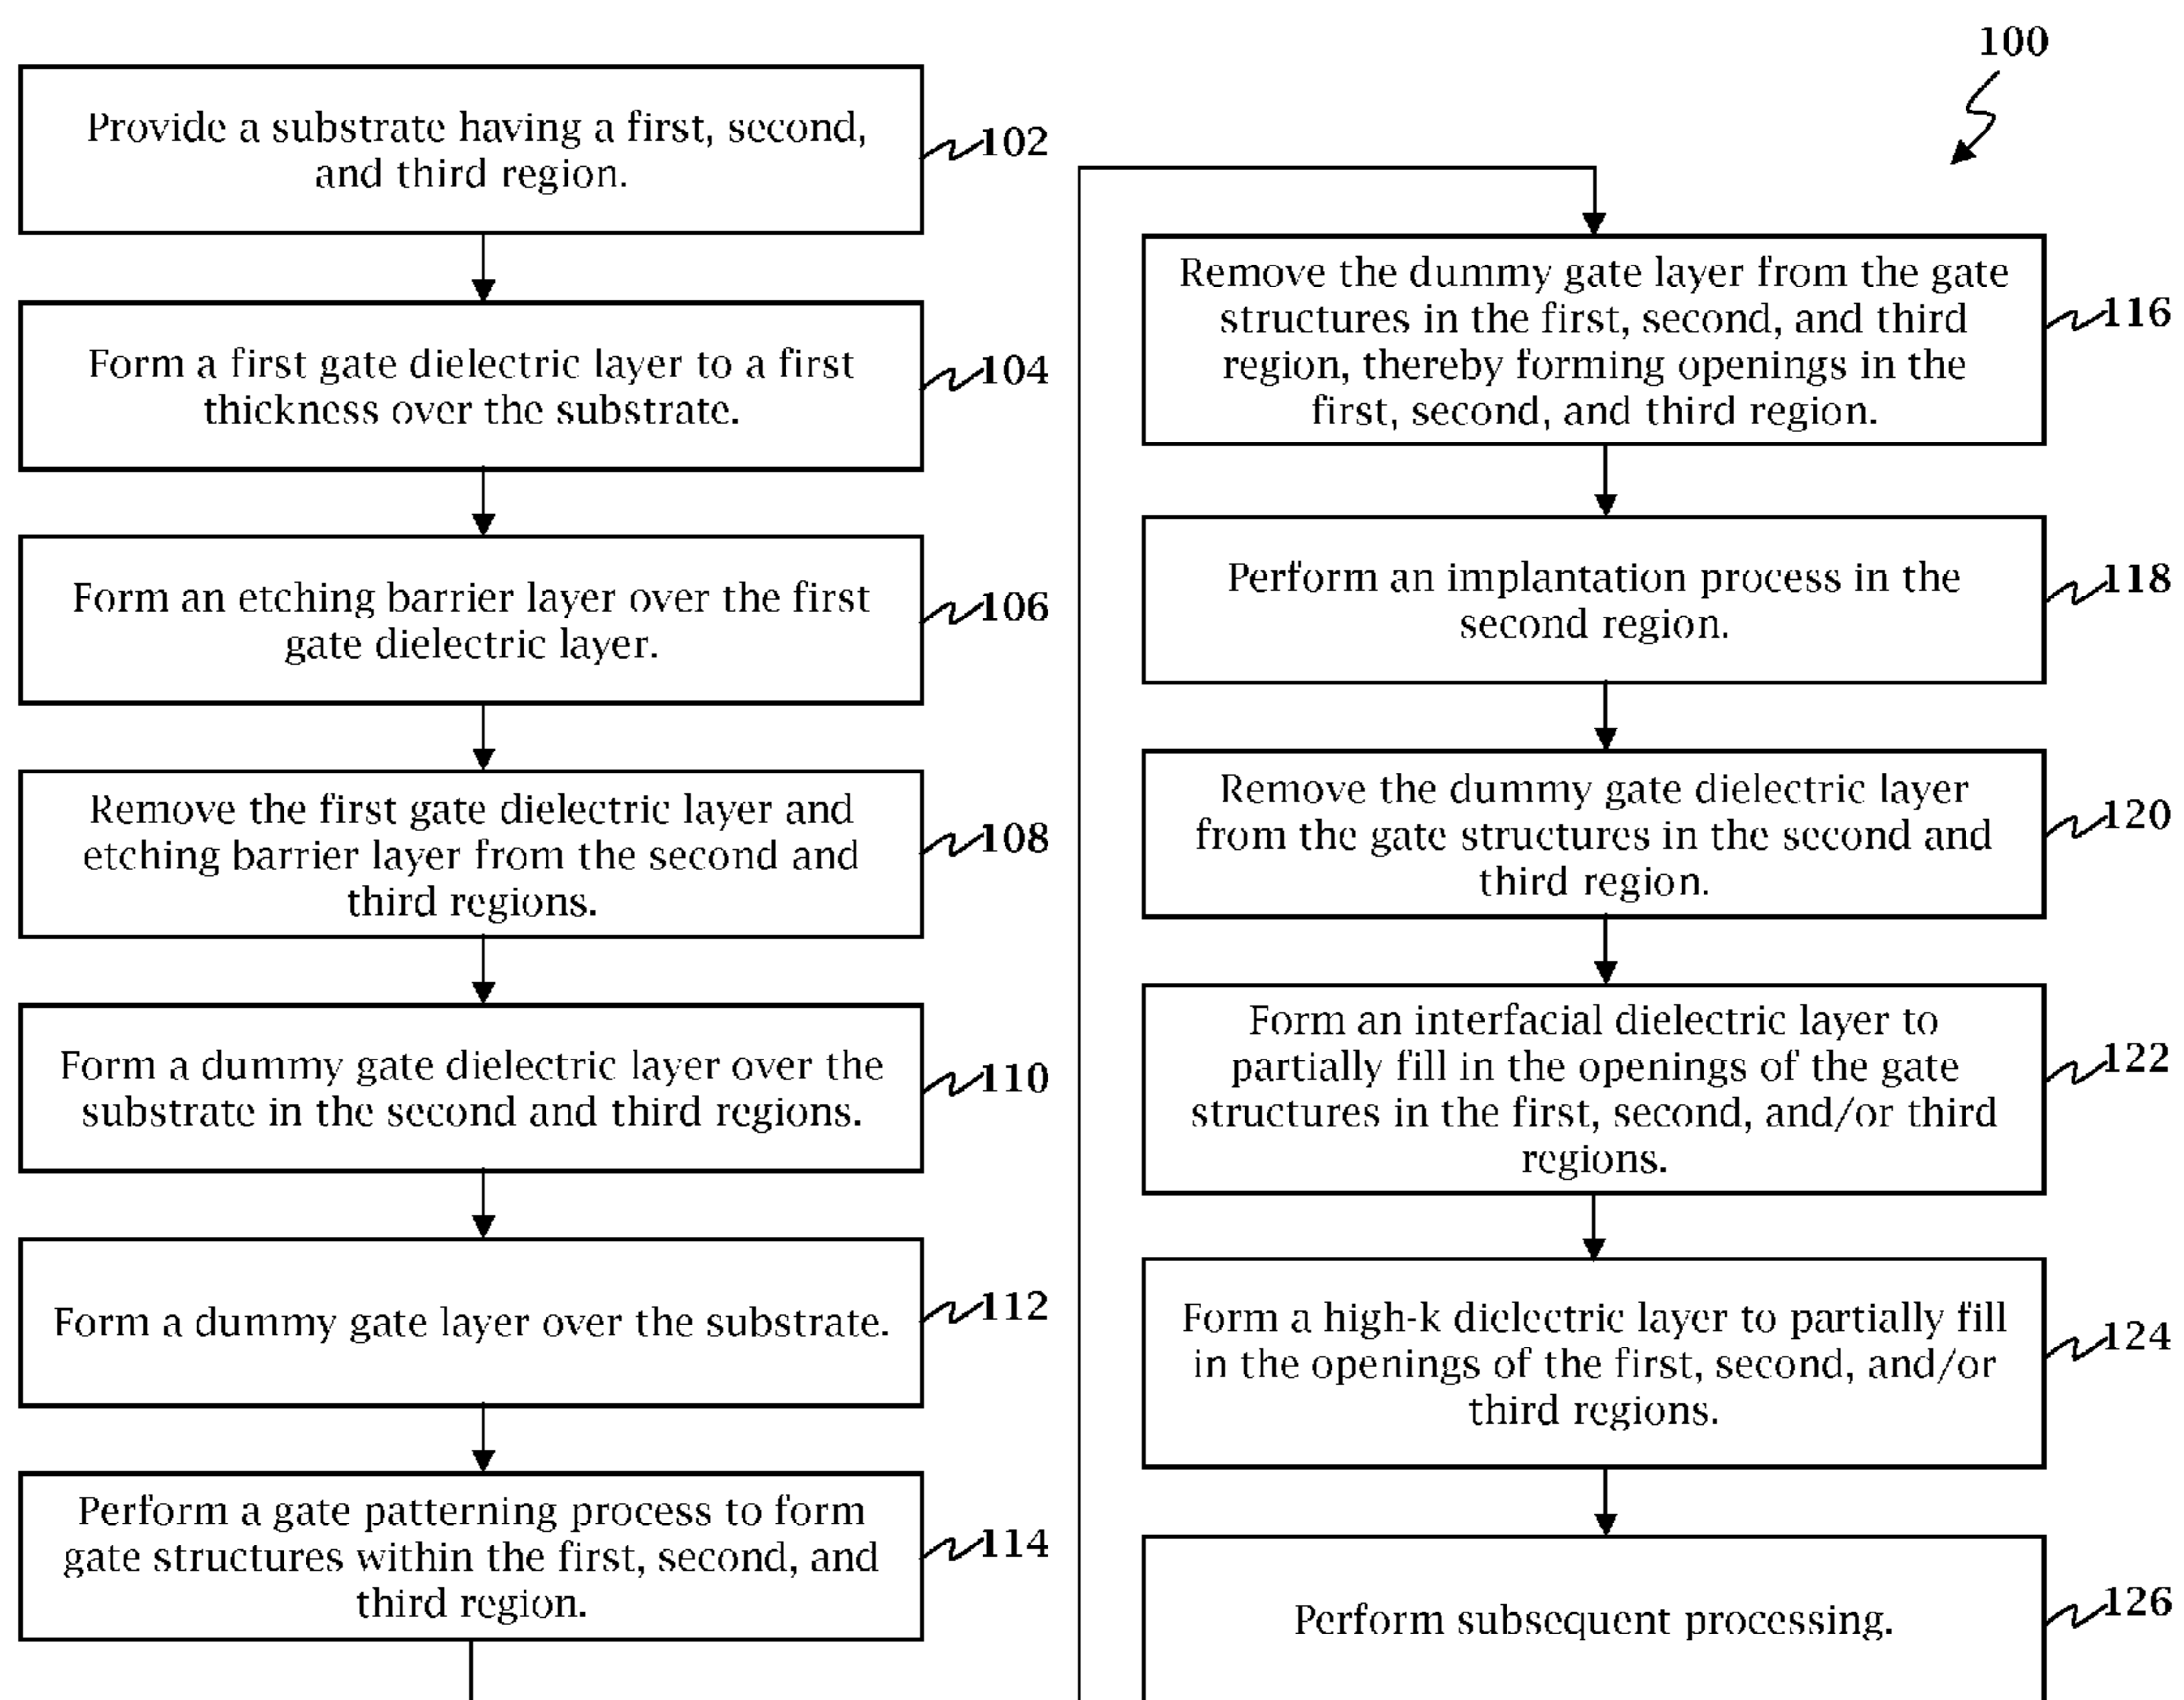 100
Provide a substrate having a first, second,
and third region.
102
Form a first gate dielectric layer to a first
thickness over the substrate.
104
Form an etching barrier layer over the first
gate dielectric layer.
106
Remove the first gate dielectric layer and
etching barrier layer from the second and
third regions.
108
Form a dummy gate dielectric layer over the
substrate in the second and third regions.
110
Form a dummy gate layer over the substrate.
112
Perform a gate patterning process to form
gate structures within the first, second, and
third region.
114
Remove the dummy gate layer from the gate
structures in the first, second, and third
region, thereby forming openings in the
first, second, and third region.
116
Perform an implantation process in the
second region.
118
Remove the dummy gate dielectric layer
from the gate structures in the second and
third region.
120
Form an interfacial dielectric layer to
partially fill in the openings of the gate
structures in the first, second, and/or third
regions.
122
Form a high-k dielectric layer to partially fill
in the openings of the first, second, and/or
third regions.
124
Perform subsequent processing.
126